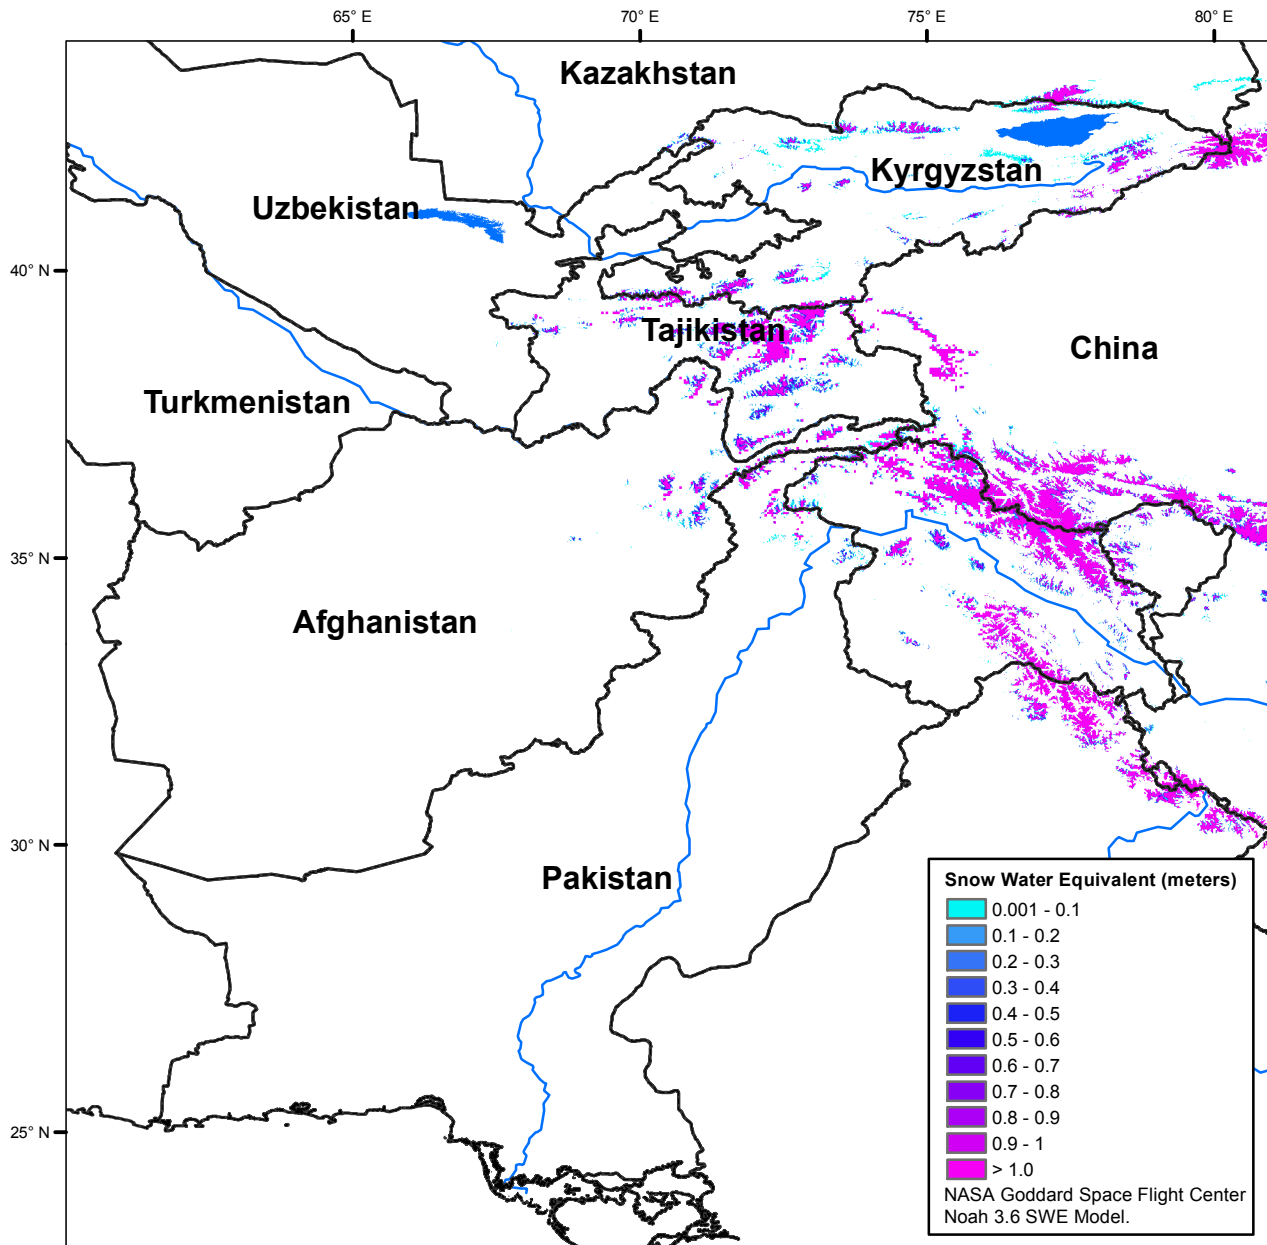 65° E
70° E
75° E
80° E
Kazakhstan
Kyrgyzstan
Uzbekistan
40° N
Tajikistan
China
Turkmenistan
35° N
Afghanistan
30° N
Pakistan
25° N
Snow Water Equivalent (meters)
0.001 - 0.1
0.1 - 0.2
0.2 - 0.3
0.3 - 0.4
0.4 - 0.5
0.5 - 0.6
0.6 - 0.7
0.7 - 0.8
0.8 - 0.9
0.9 - 1
> 1.0
NASA Goddard Space Flight Center
Noah 3.6 SWE Model.